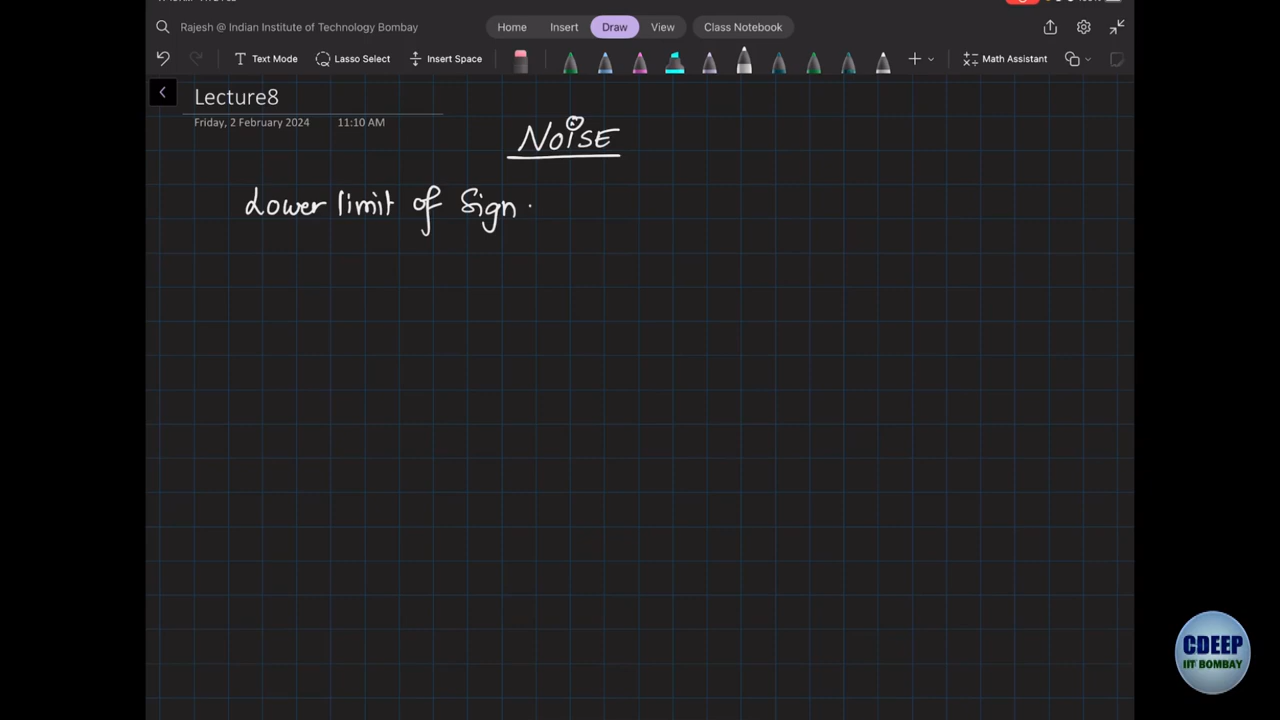 Rajesh @ Indian Institute of Technology Bombay
Home Insert Draw View Class Notebook
Text Mode Lasso Select Insert Space Math Assistant
Lecture8
Friday, 2 February 2024 11:10 AM
NOiSE
Lower limit of Sign
CDEEP
IIT BOMBAY